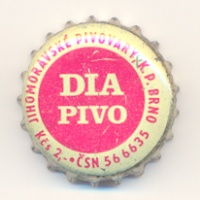 JIHOMORAVSKÉ PIVOVARY, K.P. BRNO
DIA
PIVO
Kčs 2,- • ČSN 56 6635